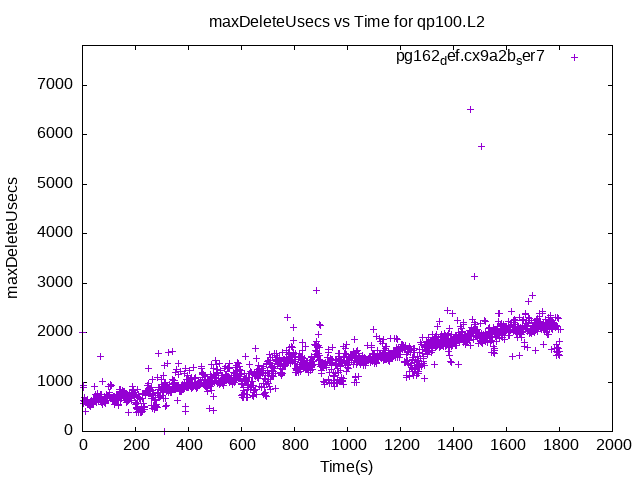 maxDeleteUsecs vs Time for qp100.L2
pg162def.cx9a2bser7
7000
6000
5000
4000
3000
2000
1000
0
maxDeleteUsecs
0 200 400 600 800 1000 1200 1400 1600 1800 2000
Time(s)